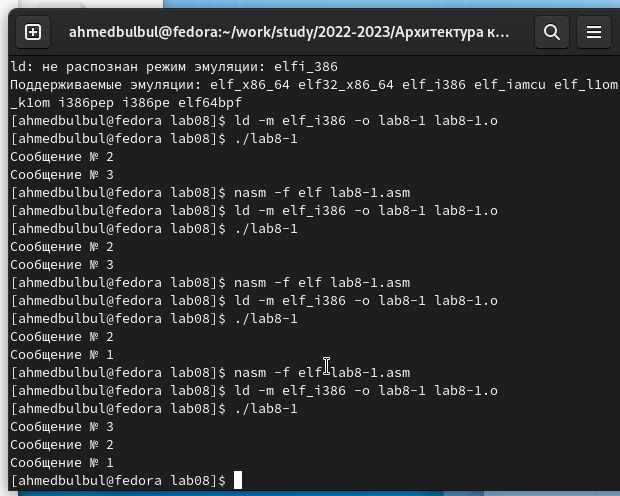 ahmedbulbul@fedora:~/work/study/2022-2023/Архитектура к...
ld: не распознан режим эмуляции: elfi_386
Поддерживаемые эмуляции: elf_x86_64 elf32_x86_64 elf_i386 elf_iamcu elf_l1om
_k1om i386pep i386pe elf64bpf
[ahmedbulbul@fedora lab08]$ ld -m elf_i386 -o lab8-1 lab8-1.o
[ahmedbulbul@fedora lab08]$ ./lab8-1
Сообщение № 2
Сообщение № 3
[ahmedbulbul@fedora lab08]$ nasm -f elf lab8-1.asm
[ahmedbulbul@fedora lab08]$ ld -m elf_i386 -o lab8-1 lab8-1.o
[ahmedbulbul@fedora lab08]$ ./lab8-1
Сообщение № 2
Сообщение № 3
[ahmedbulbul@fedora lab08]$ nasm -f elf lab8-1.asm
[ahmedbulbul@fedora lab08]$ ld -m elf_i386 -o lab8-1 lab8-1.o
[ahmedbulbul@fedora lab08]$ ./lab8-1
Сообщение № 2
Сообщение № 1
[ahmedbulbul@fedora lab08]$ nasm -f elf lab8-1.asm
[ahmedbulbul@fedora lab08]$ ld -m elf_i386 -o lab8-1 lab8-1.o
[ahmedbulbul@fedora lab08]$ ./lab8-1
Сообщение № 3
Сообщение № 2
Сообщение № 1
[ahmedbulbul@fedora lab08]$